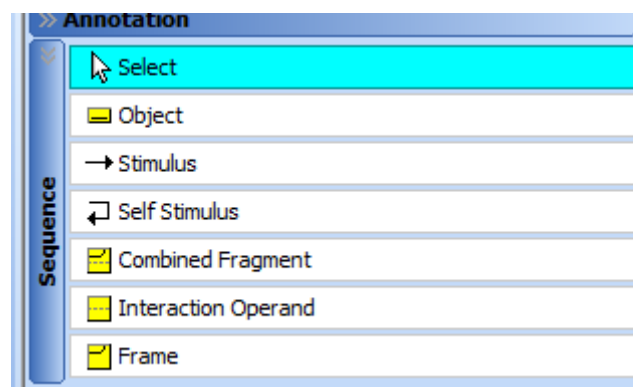 Annotation
Sequence
Select
Object
Stimulus
Self Stimulus
Combined Fragment
Interaction Operand
Frame